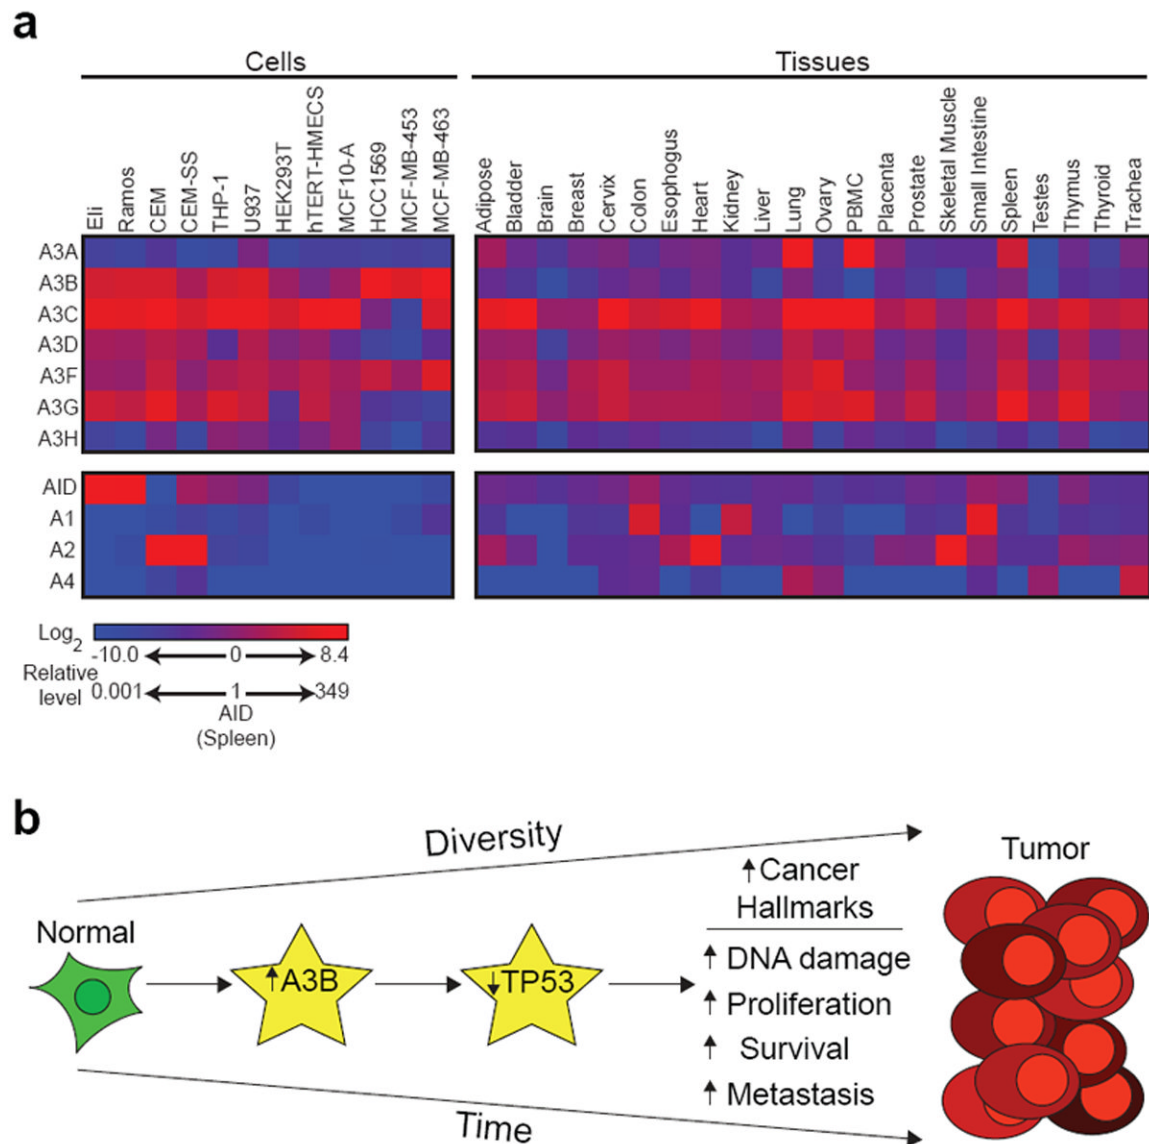 a
Cells
Tissues
Eli
Ramos
CEM
CEM-SS
THP-1
U937
HEK293T
hTERT-HMECS
MCF10-A
HCC1569
MCF-MB-453
MCF-MB-463
Adipose
Bladder
Brain
Breast
Cervix
Colon
Esophogus
Heart
Kidney
Liver
Lung
Ovary
PBMC
Placenta
Prostate
Skeletal Muscle
Small Intestine
Spleen
Testes
Thymus
Thyroid
Trachea
A3A
A3B
A3C
A3D
A3F
A3G
A3H
AID
A1
A2
A4
Log2
-10.0 0 8.4
Relative
level
0.001 1 349
AID
(Spleen)
b
Diversity
Normal
↑A3B
↓TP53
↑Cancer
Hallmarks
↑ DNA damage
↑ Proliferation
↑ Survival
↑ Metastasis
Tumor
Time